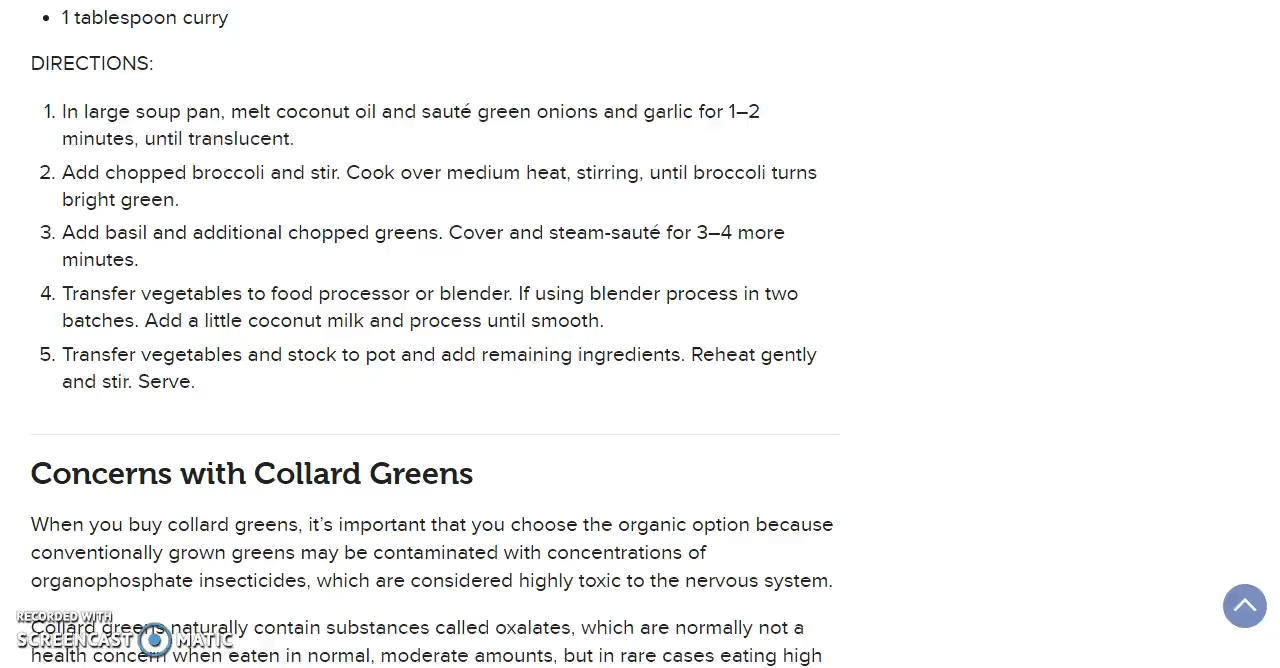 • 1 tablespoon curry
DIRECTIONS:
1. In large soup pan, melt coconut oil and sauté green onions and garlic for 1–2
minutes, until translucent.
2. Add chopped broccoli and stir. Cook over medium heat, stirring, until broccoli turns
bright green.
3. Add basil and additional chopped greens. Cover and steam-sauté for 3–4 more
minutes.
4. Transfer vegetables to food processor or blender. If using blender process in two
batches. Add a little coconut milk and process until smooth.
5. Transfer vegetables and stock to pot and add remaining ingredients. Reheat gently
and stir. Serve.
Concerns with Collard Greens
When you buy collard greens, it’s important that you choose the organic option because
conventionally grown greens may be contaminated with concentrations of
organophosphate insecticides, which are considered highly toxic to the nervous system.
RECORDED WITH
Collard greens naturally contain substances called oxalates, which are normally not a
SCREENCAST MATIC
health concern when eaten in normal, moderate amounts, but in rare cases eating high